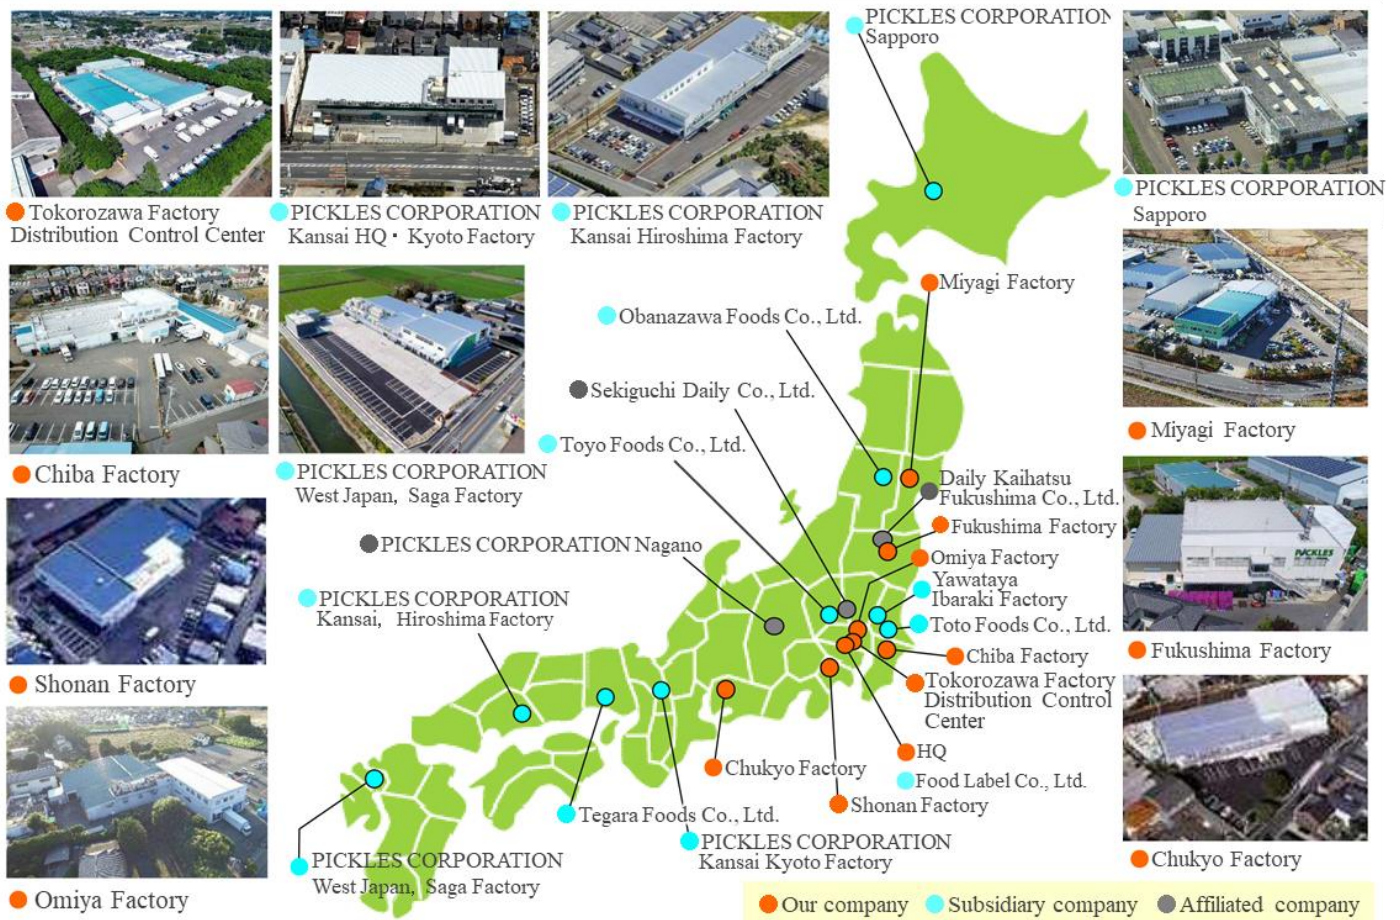 PICKLES CORPORATION
Sapporo
Tokorozawa Factory
Distribution Control Center
PICKLES CORPORATION
Kansai HQ・Kyoto Factory
PICKLES CORPORATION
Kansai Hiroshima Factory
PICKLES CORPORATION
Sapporo
Miyagi Factory
Obanazawa Foods Co., Ltd.
Sekiguchi Daily Co., Ltd.
Toyo Foods Co., Ltd.
Miyagi Factory
Chiba Factory
PICKLES CORPORATION
West Japan, Saga Factory
Daily Kaihatsu
Fukushima Co., Ltd.
Fukushima Factory
PICKLES CORPORATION Nagano
Omiya Factory
PICKLES
Yawataya
Ibaraki Factory
PICKLES CORPORATION
Kansai, Hiroshima Factory
Toto Foods Co., Ltd.
Chiba Factory
Fukushima Factory
Shonan Factory
Tokorozawa Factory
Distribution Control
Center
HQ
Chukyo Factory
Food Label Co., Ltd.
Shonan Factory
Tegara Foods Co., Ltd.
PICKLES CORPORATION
Kansai Kyoto Factory
PICKLES CORPORATION
West Japan, Saga Factory
Chukyo Factory
Omiya Factory
Our company
Subsidiary company
Affiliated company